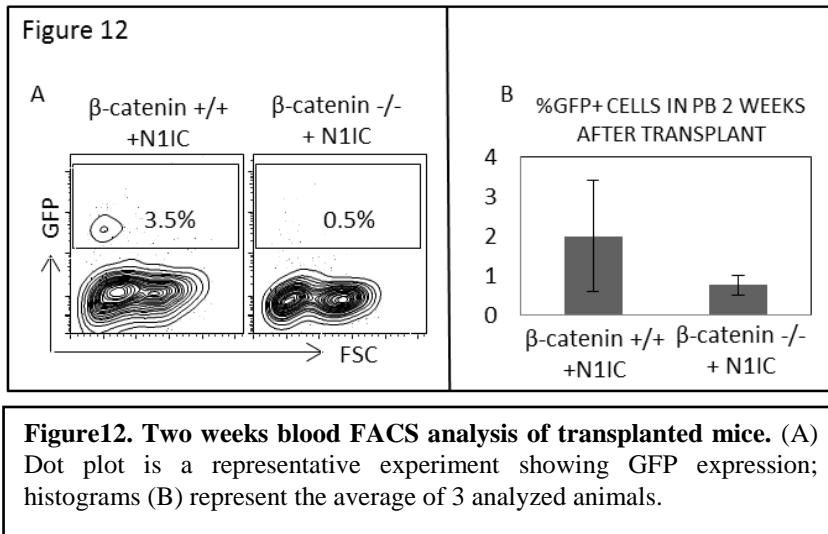 Figure 12
A
β-catenin +/+
+N1IC
β-catenin -/-
+ N1IC
GFP
3.5%
0.5%
FSC
B
%GFP+ CELLS IN PB 2 WEEKS
AFTER TRANSPLANT
4
3
2
1
0
β-catenin +/+
+N1IC
β-catenin -/-
+ N1IC
Figure12. Two weeks blood FACS analysis of transplanted mice. (A)
Dot plot is a representative experiment showing GFP expression;
histograms (B) represent the average of 3 analyzed animals.